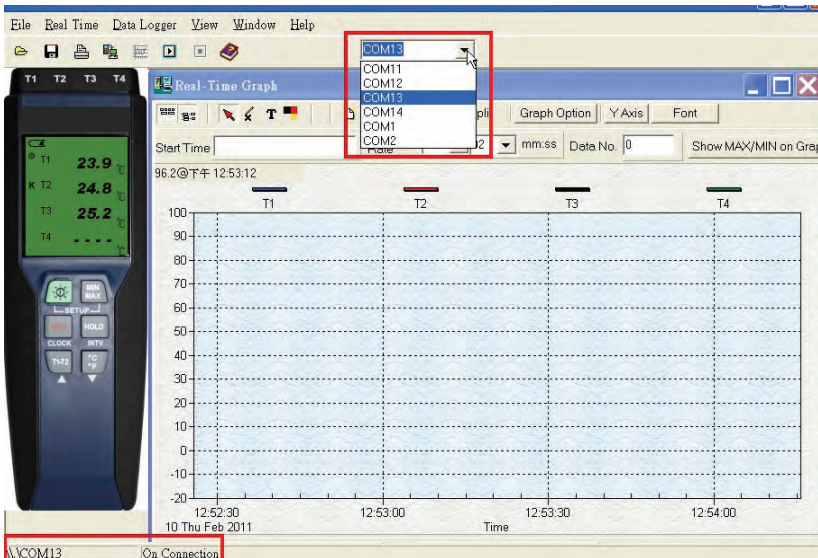 File Real Time Data Logger View Window Help
COM13
COM11
COM12
COM13
COM14
COM1
COM2
T1 T2 T3 T4
Real-Time Graph
T
Graph Option Y Axis Font
Start Time
Rate mm:ss Data No. 0 Show MAX/MIN on Grap
96.2@下午 12:53:12
T1 23.9 ℃
K T2 24.8 ℃
T3 25.2 ℃
T4 ---- ℃
MIN MAX
SETUP
HOLD
CLOCK INTV
T1-T2 °C °F
T1 T2 T3 T4
100
90
80
70
60
50
40
30
20
10
0
-10
-20
12:52:30 12:53:00 12:53:30 12:54:00
10 Thu Feb 2011
Time
\\.\COM13 On Connection